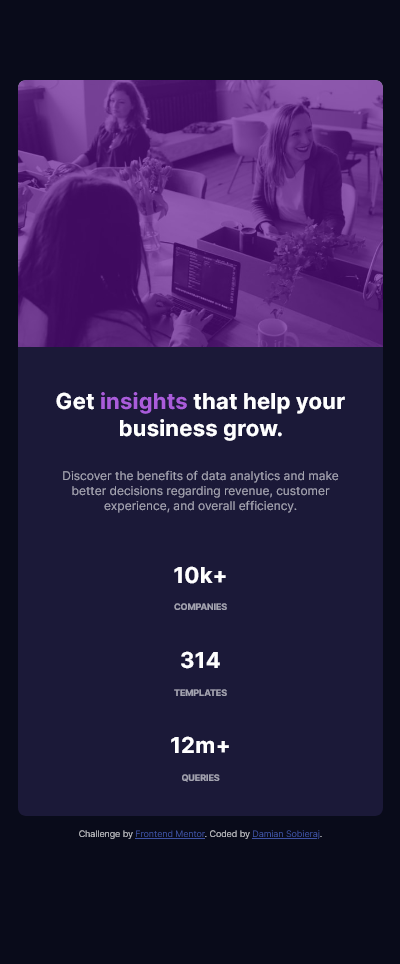 Get insights that help your
business grow.
Discover the benefits of data analytics and make
better decisions regarding revenue, customer
experience, and overall efficiency.
10k+
COMPANIES
314
TEMPLATES
12m+
QUERIES
Challenge by Frontend Mentor. Coded by Damian Sobieraj.